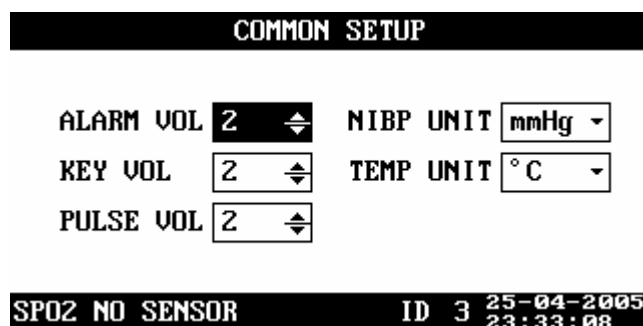 COMMON SETUP
ALARM VOL 2 NIBP UNIT mmHg
KEY VOL 2 TEMP UNIT °C
PULSE VOL 2
SPO2 NO SENSOR ID 3 25-04-2005
23:33:08